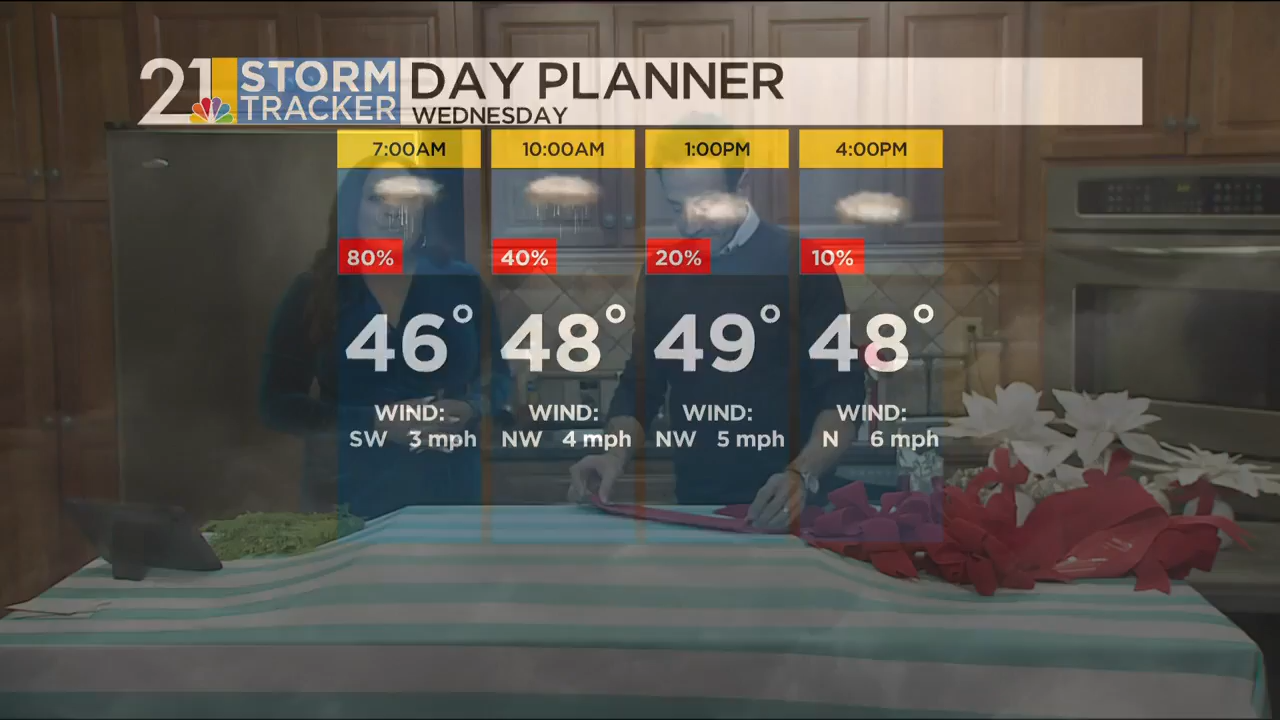 21 STORM TRACKER DAY PLANNER
WEDNESDAY
7:00AM 10:00AM 1:00PM 4:00PM
80% 40% 20% 10%
46° 48° 49° 48°
WIND: WIND: WIND: WIND:
SW 3 mph NW 4 mph NW 5 mph N 6 mph